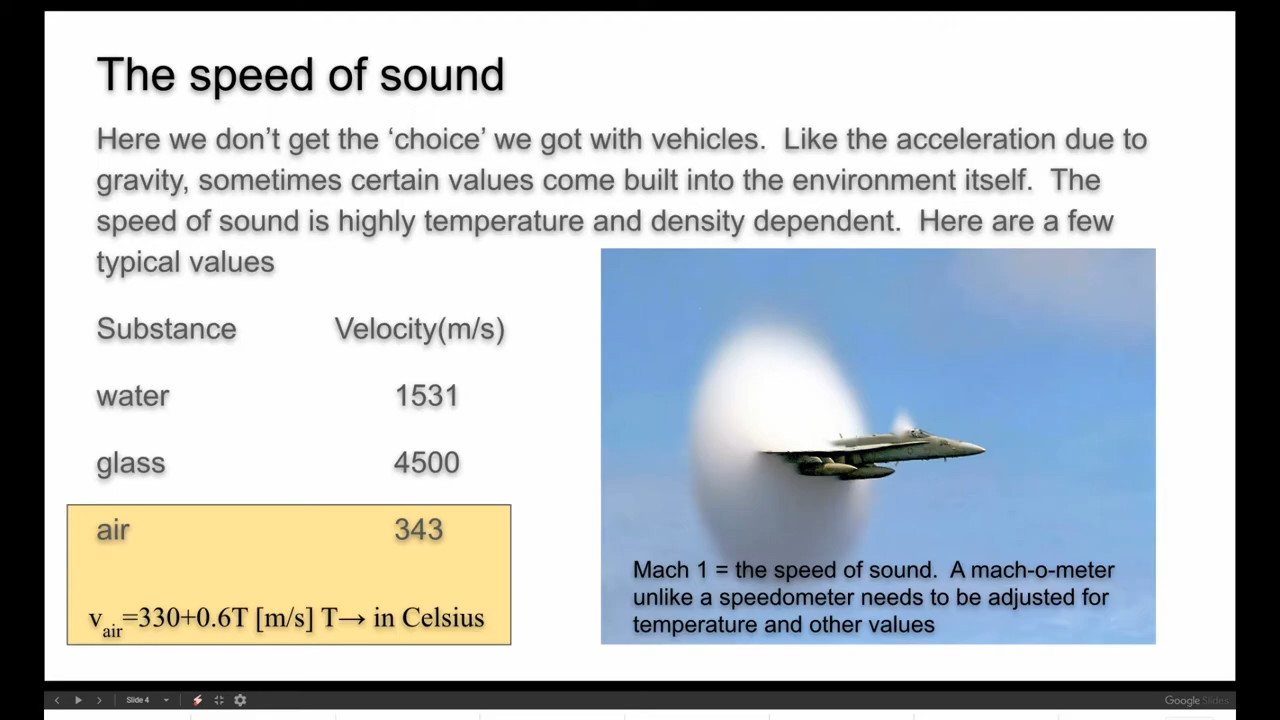 The speed of sound
Here we don’t get the ‘choice’ we got with vehicles.  Like the acceleration due to
gravity, sometimes certain values come built into the environment itself.  The
speed of sound is highly temperature and density dependent.  Here are a few
typical values
Substance Velocity(m/s)
water 1531
glass 4500
air 343
vair=330+0.6T [m/s] T→ in Celsius
Mach 1 = the speed of sound.  A mach-o-meter
unlike a speedometer needs to be adjusted for
temperature and other values
Slide 4
Google Slides